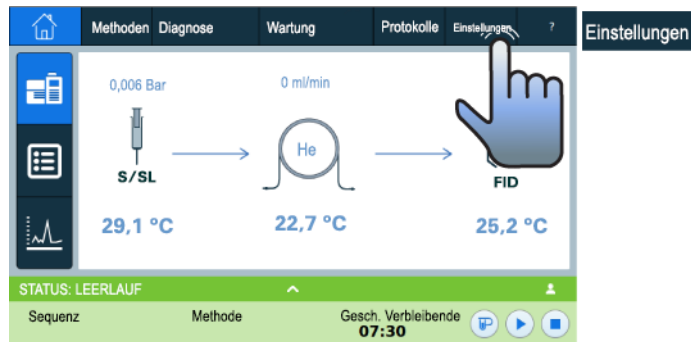 Methoden Diagnose Wartung Protokolle Einstellungen ?
Einstellungen
0,006 Bar 0 ml/min
He
S/SL FID
29,1 °C 22,7 °C 25,2 °C
STATUS: LEERLAUF
Sequenz Methode Gesch. Verbleibende
07:30